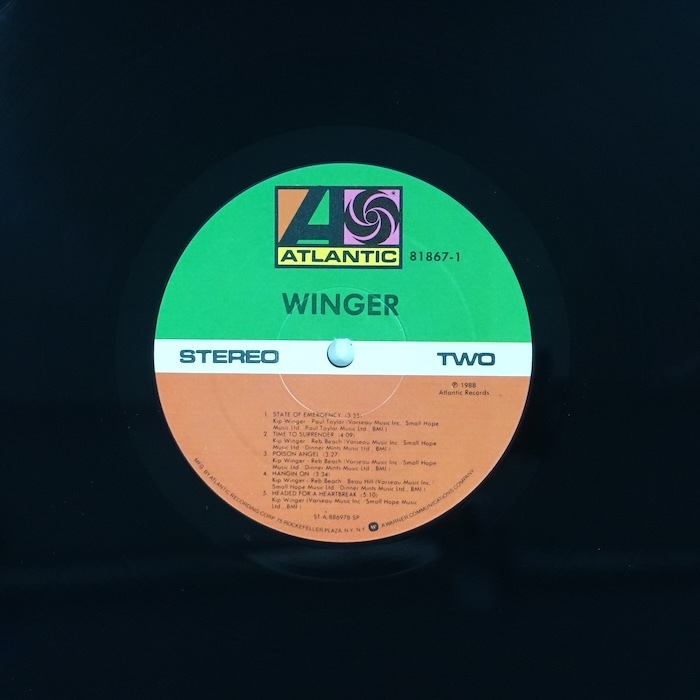 ATLANTIC 81867-1
WINGER
STEREO TWO
℗ 1988
Atlantic Records
1. STATE OF EMERGENCY (3:35)
Kip Winger - Paul Taylor (Varseau Music Inc. Small Hope
Music Ltd., Paul Taylor Music Ltd., BMI)
2. TIME TO SURRENDER (4:09)
Kip Winger - Reb Beach (Varseau Music Inc. Small Hope
Music Ltd. Dinner Mints Music Ltd., BMI)
3. POISON ANGEL (3:27)
Kip Winger - Reb Beach (Varseau Music Inc. Small Hope
Music Ltd. Dinner Mints Music Ltd., BMI)
4. HANGIN ON (3:34)
Kip Winger - Reb Beach - Beau Hill (Varseau Music Inc.
Small Hope Music Ltd. Dinner Mints Music Ltd., BMI)
5. HEADED FOR A HEARTBREAK (5:10)
Kip Winger (Varseau Music Inc. Small Hope Music
Ltd., BMI)
ST-A-886978-SP
MFG. BY ATLANTIC RECORDING CORP. 75 ROCKEFELLER PLAZA, N.Y., N.Y. A WARNER COMMUNICATIONS COMPANY